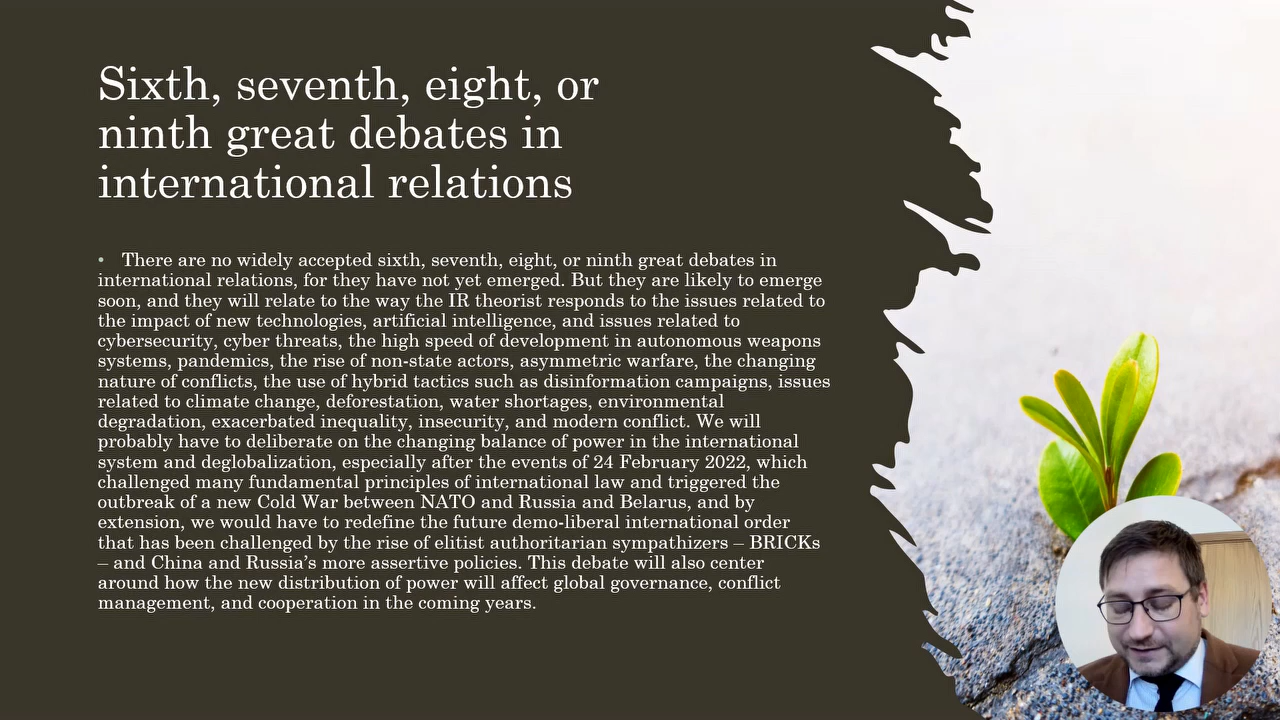 Sixth, seventh, eight, or
ninth great debates in
international relations
• There are no widely accepted sixth, seventh, eight, or ninth great debates in
international relations, for they have not yet emerged. But they are likely to emerge
soon, and they will relate to the way the IR theorist responds to the issues related to
the impact of new technologies, artificial intelligence, and issues related to
cybersecurity, cyber threats, the high speed of development in autonomous weapons
systems, pandemics, the rise of non-state actors, asymmetric warfare, the changing
nature of conflicts, the use of hybrid tactics such as disinformation campaigns, issues
related to climate change, deforestation, water shortages, environmental
degradation, exacerbated inequality, insecurity, and modern conflict. We will
probably have to deliberate on the changing balance of power in the international
system and deglobalization, especially after the events of 24 February 2022, which
challenged many fundamental principles of international law and triggered the
outbreak of a new Cold War between NATO and Russia and Belarus, and by
extension, we would have to redefine the future demo-liberal international order
that has been challenged by the rise of elitist authoritarian sympathizers – BRICKs
– and China and Russia’s more assertive policies. This debate will also center
around how the new distribution of power will affect global governance, conflict
management, and cooperation in the coming years.